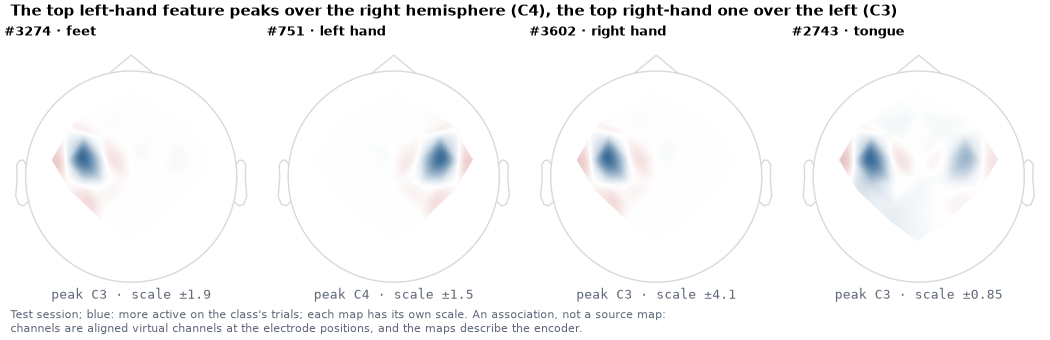 The top left-hand feature peaks over the right hemisphere (C4), the top right-hand one over the left (C3)
#3274 · feet
#751 · left hand
#3602 · right hand
#2743 · tongue
peak C3 · scale ±1.9
peak C4 · scale ±1.5
peak C3 · scale ±4.1
peak C3 · scale ±0.85
Test session; blue: more active on the class's trials; each map has its own scale. An association, not a source map:
channels are aligned virtual channels at the electrode positions, and the maps describe the encoder.